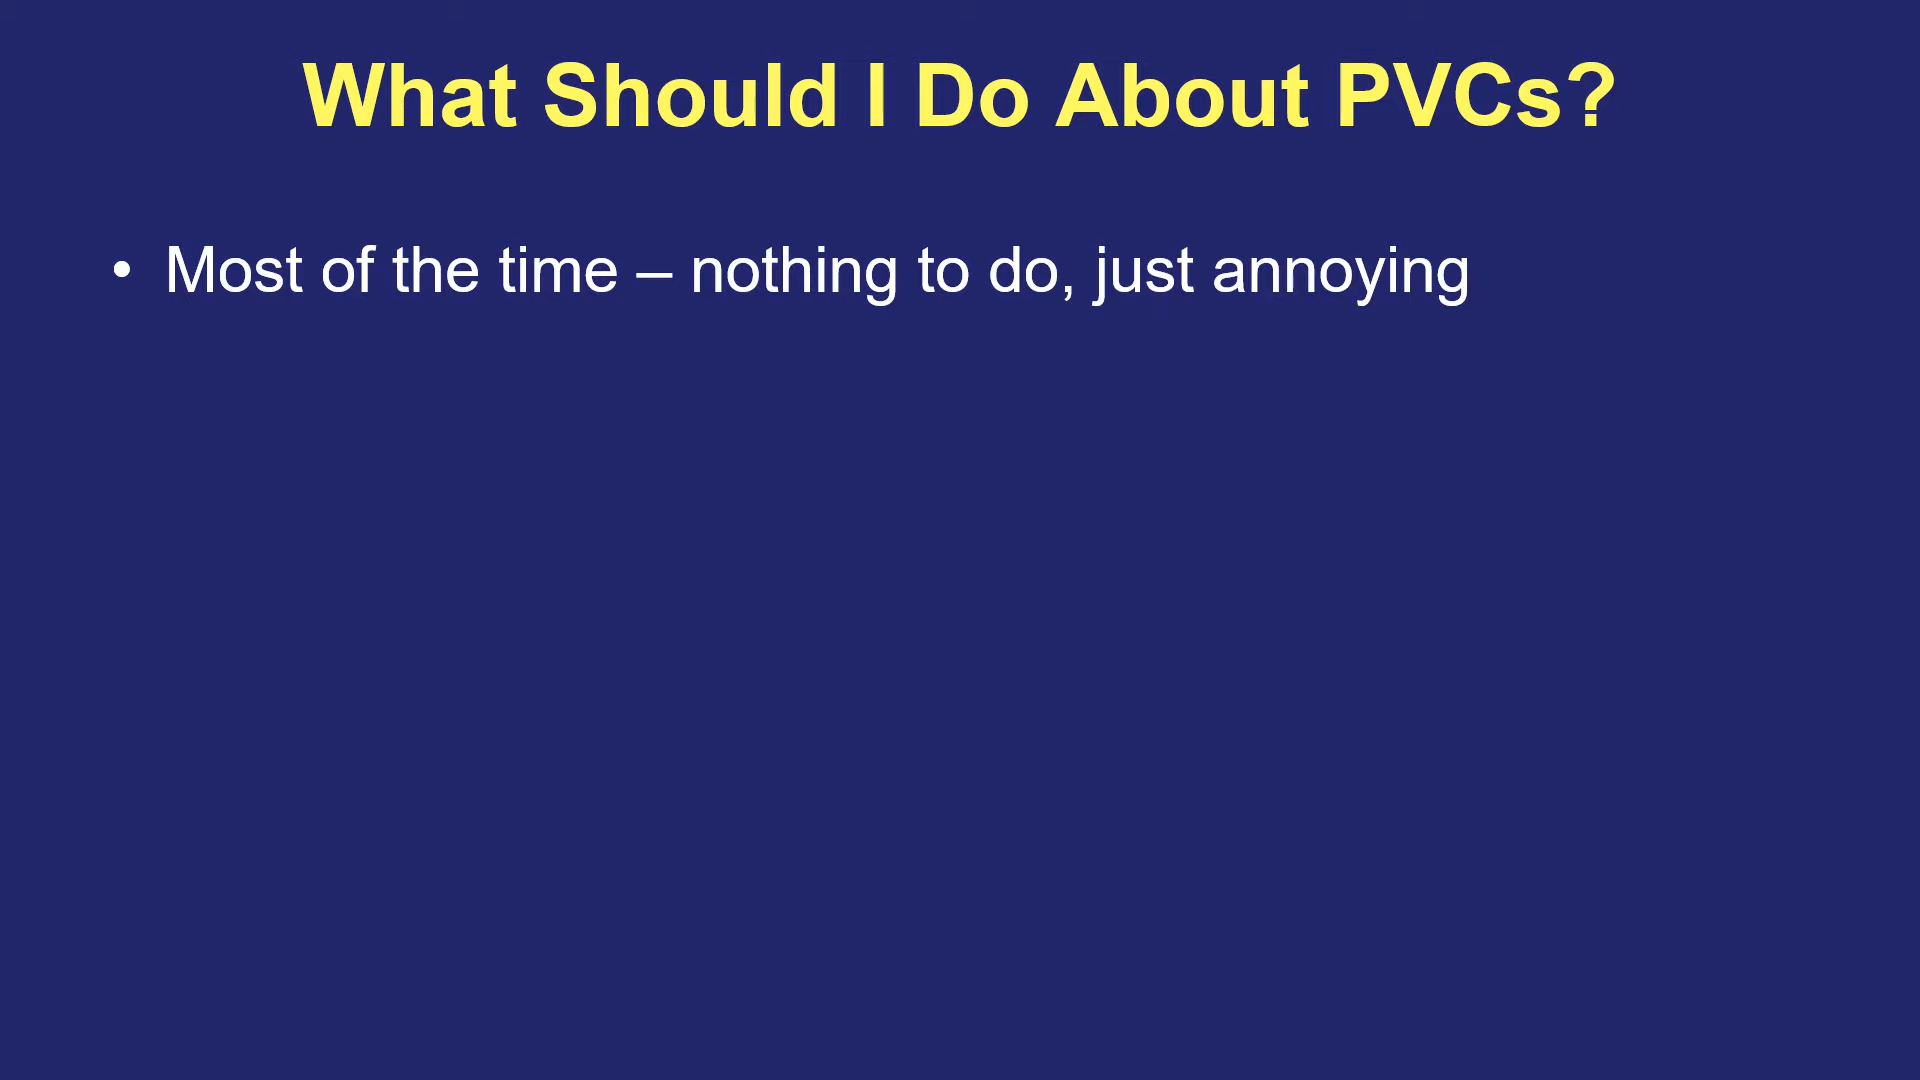 What Should I Do About PVCs?
• Most of the time – nothing to do, just annoying